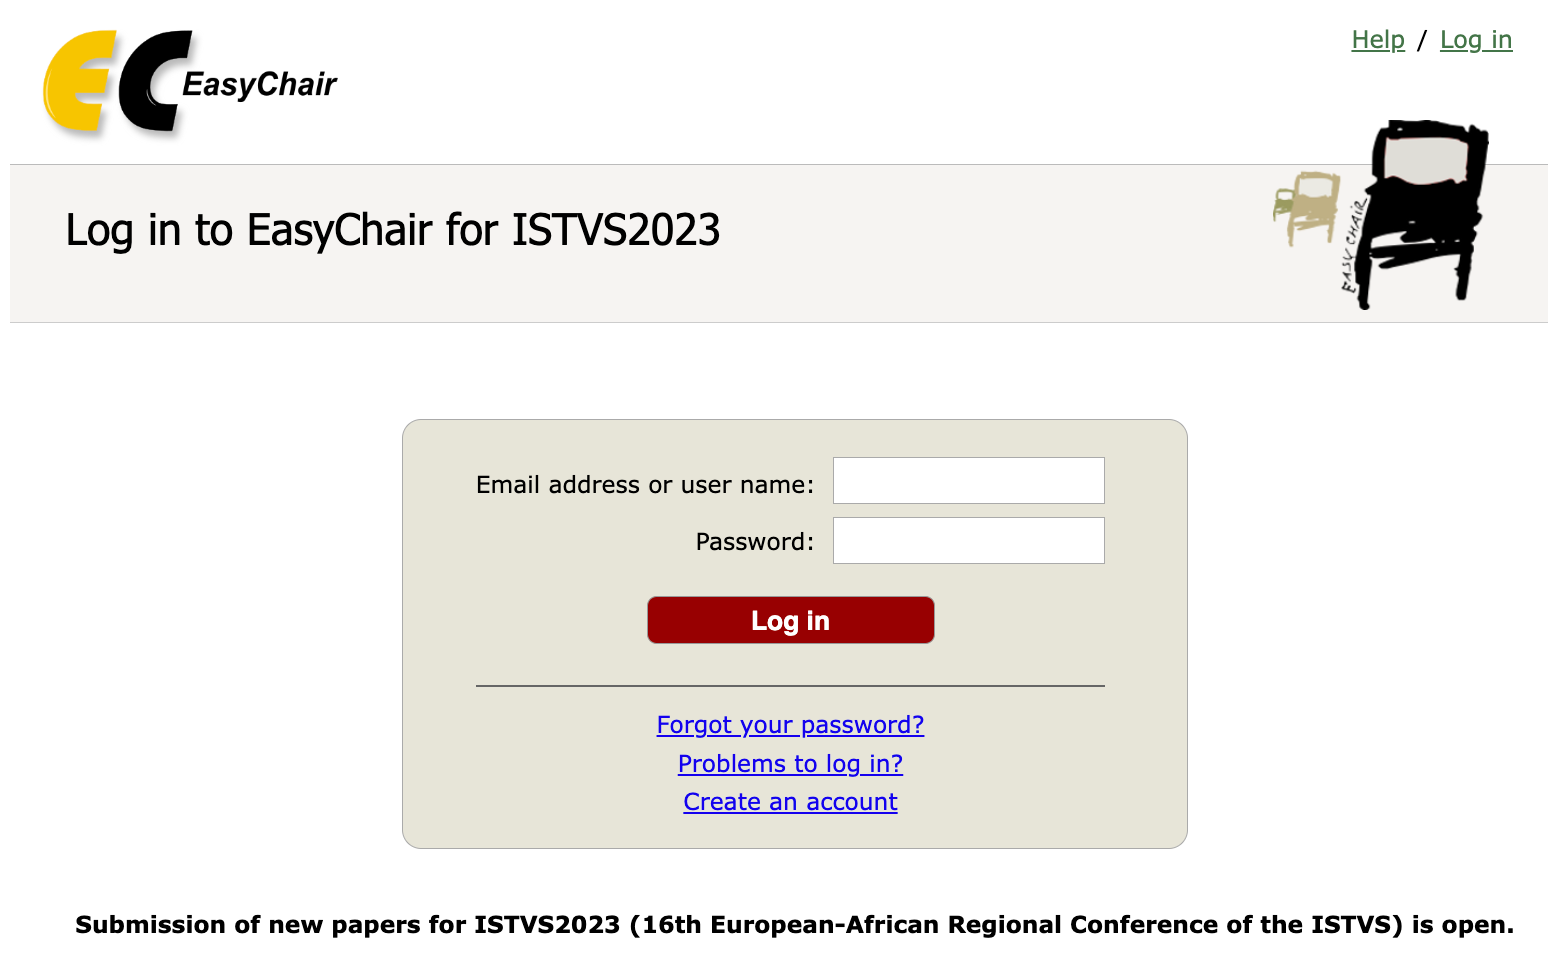 EC EasyChair
Help / Log in
Log in to EasyChair for ISTVS2023
EASY CHAIR
Email address or user name:
Password:
Log in
Forgot your password?
Problems to log in?
Create an account
Submission of new papers for ISTVS2023 (16th European-African Regional Conference of the ISTVS) is open.